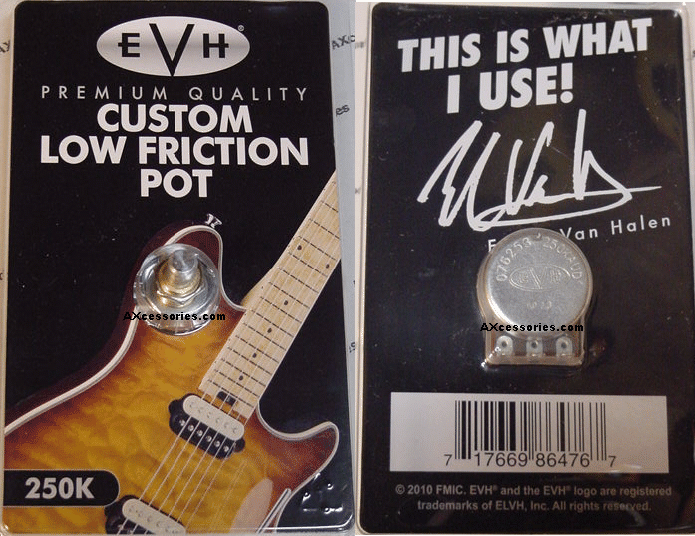 EVH
PREMIUM QUALITY
CUSTOM
LOW FRICTION
POT
AXcessories.com
250K
THIS IS WHAT
I USE!
Van Halen
EVH
AXcessories.com
7 17669 86476 7
© 2010 FMIC. EVH® and the EVH® logo are registered
trademarks of ELVH, Inc. All rights reserved.